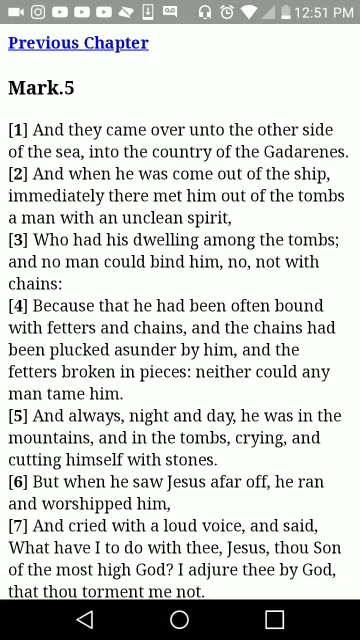 12:51 PM
Previous Chapter
Mark.5
[1] And they came over unto the other side
of the sea, into the country of the Gadarenes.
[2] And when he was come out of the ship,
immediately there met him out of the tombs
a man with an unclean spirit,
[3] Who had his dwelling among the tombs;
and no man could bind him, no, not with
chains:
[4] Because that he had been often bound
with fetters and chains, and the chains had
been plucked asunder by him, and the
fetters broken in pieces: neither could any
man tame him.
[5] And always, night and day, he was in the
mountains, and in the tombs, crying, and
cutting himself with stones.
[6] But when he saw Jesus afar off, he ran
and worshipped him,
[7] And cried with a loud voice, and said,
What have I to do with thee, Jesus, thou Son
of the most high God? I adjure thee by God,
that thou torment me not.